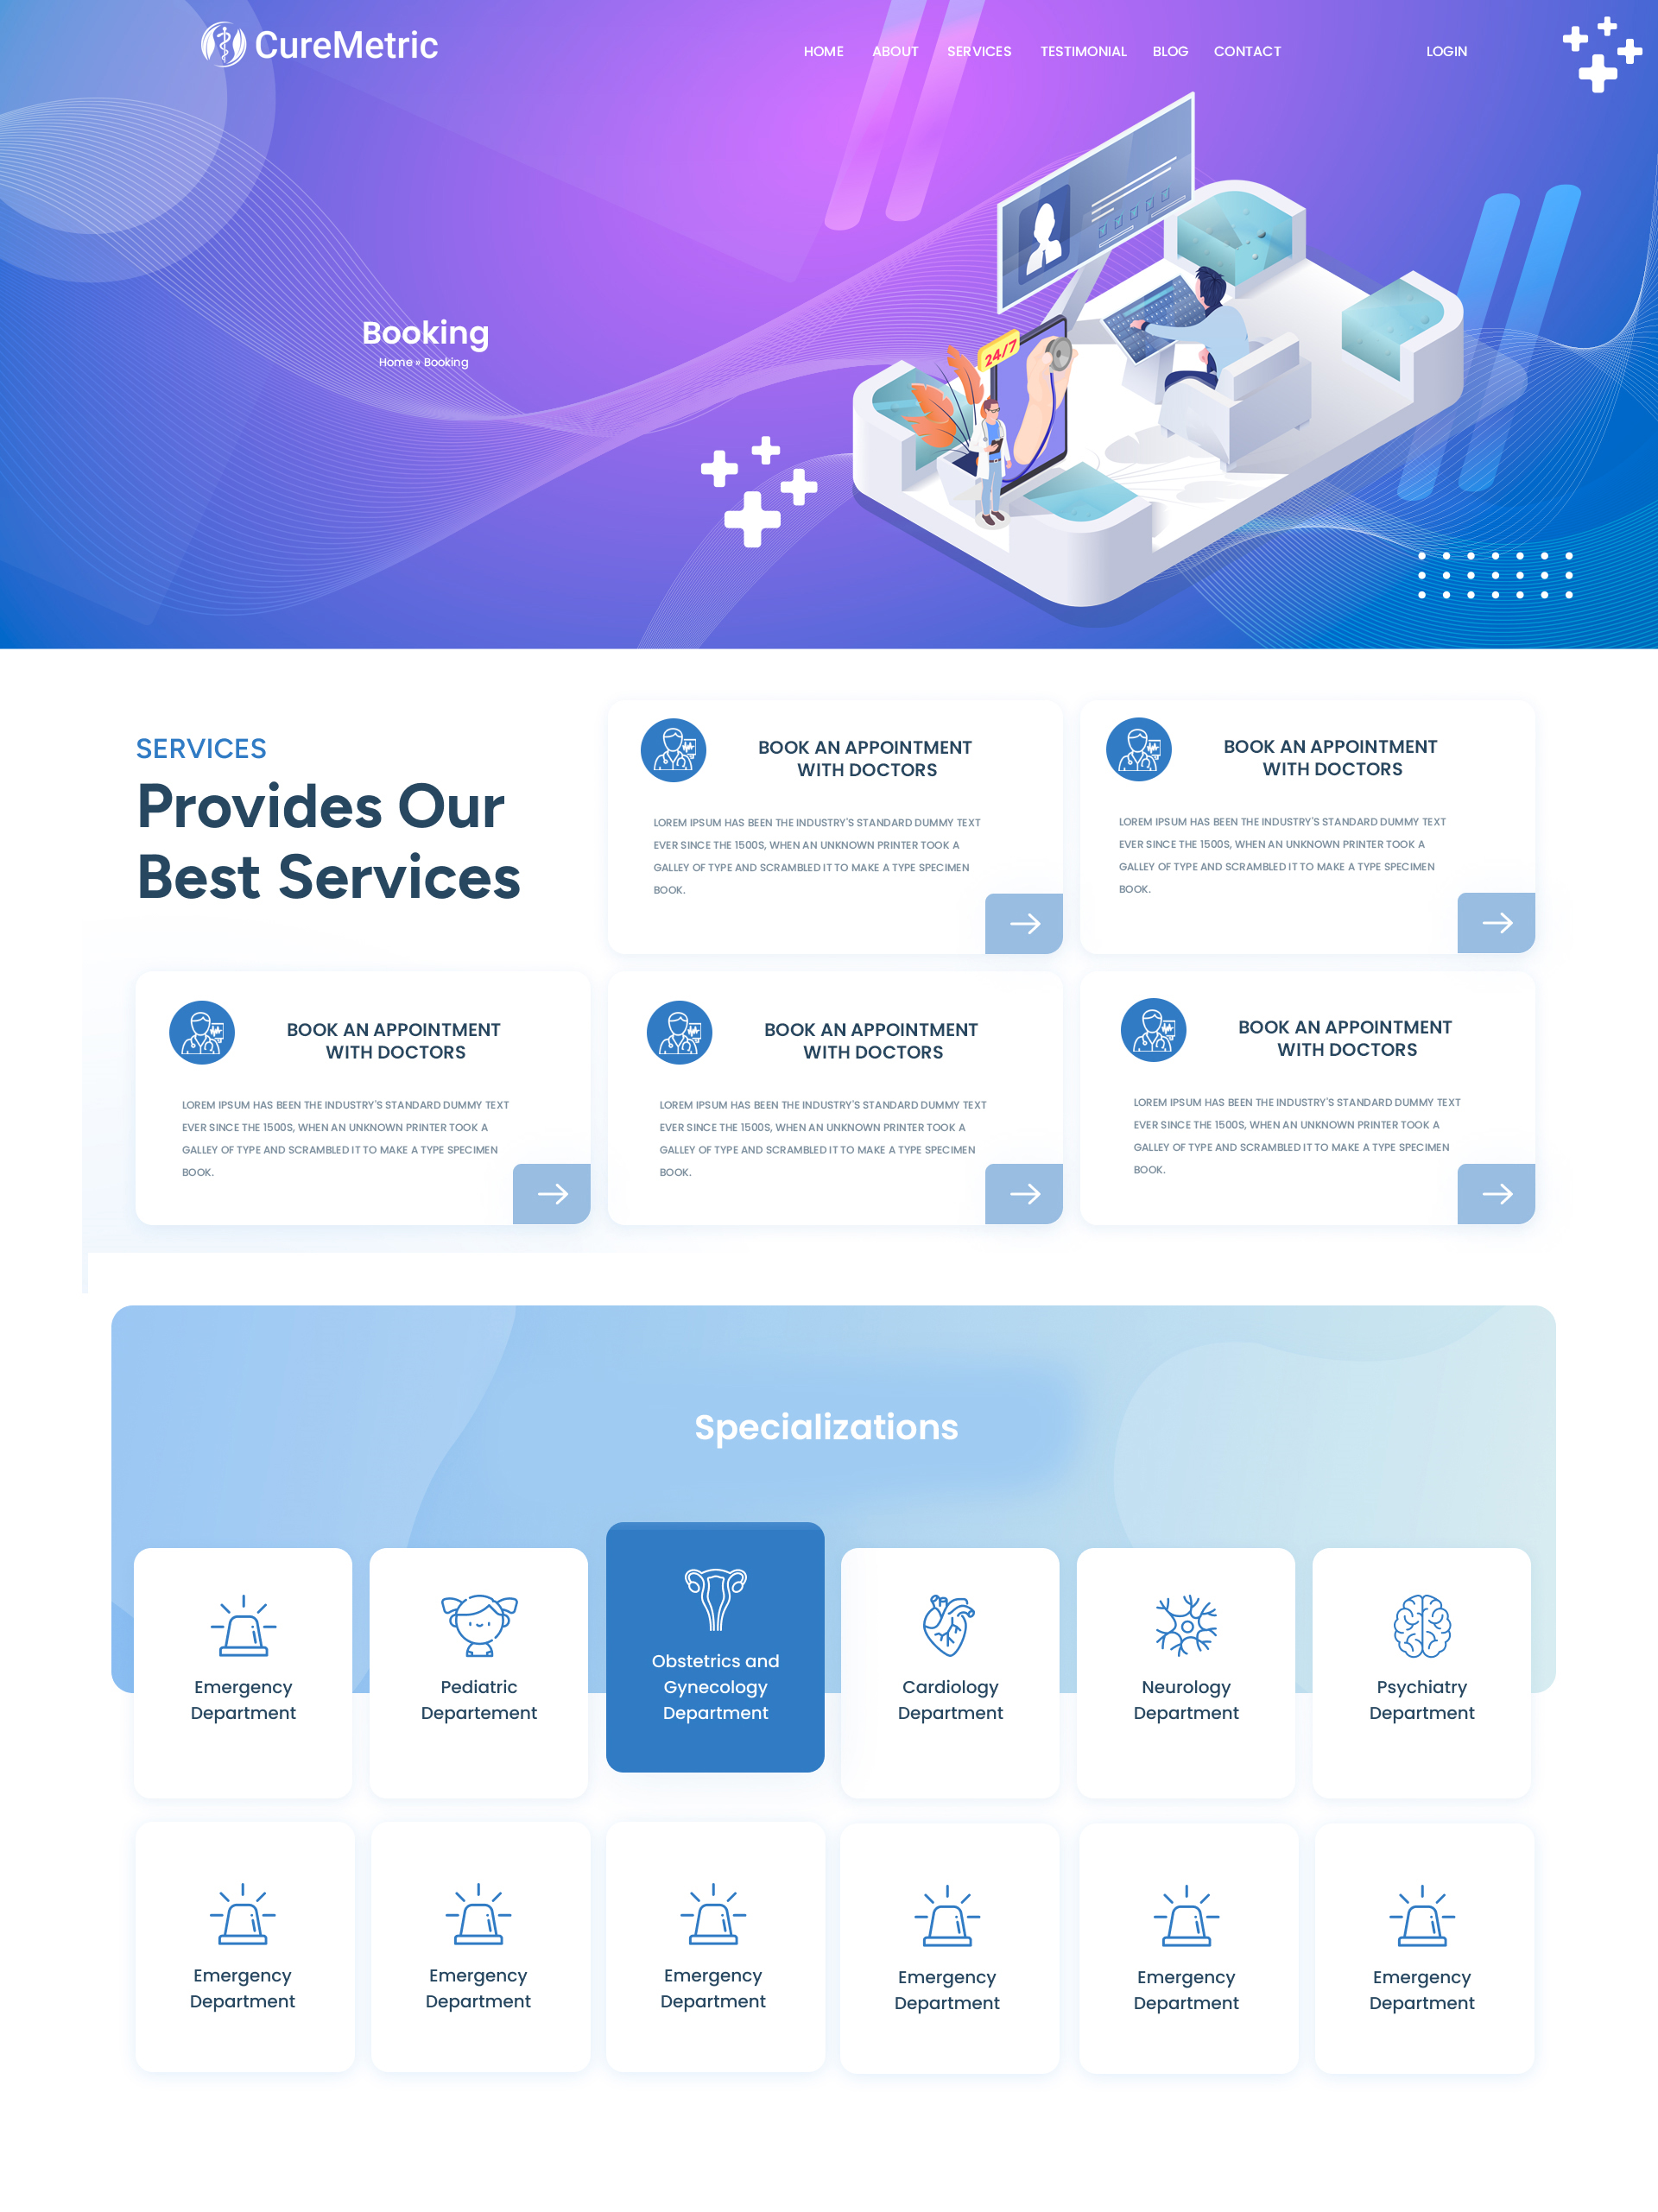 CureMetric
HOME ABOUT SERVICES TESTIMONIAL BLOG CONTACT LOGIN
24/7
Booking
Home » Booking
SERVICES
Provides Our
Best Services
BOOK AN APPOINTMENT
WITH DOCTORS
LOREM IPSUM HAS BEEN THE INDUSTRY'S STANDARD DUMMY TEXT
EVER SINCE THE 1500S, WHEN AN UNKNOWN PRINTER TOOK A
GALLEY OF TYPE AND SCRAMBLED IT TO MAKE A TYPE SPECIMEN
BOOK.
BOOK AN APPOINTMENT
WITH DOCTORS
LOREM IPSUM HAS BEEN THE INDUSTRY'S STANDARD DUMMY TEXT
EVER SINCE THE 1500S, WHEN AN UNKNOWN PRINTER TOOK A
GALLEY OF TYPE AND SCRAMBLED IT TO MAKE A TYPE SPECIMEN
BOOK.
BOOK AN APPOINTMENT
WITH DOCTORS
LOREM IPSUM HAS BEEN THE INDUSTRY'S STANDARD DUMMY TEXT
EVER SINCE THE 1500S, WHEN AN UNKNOWN PRINTER TOOK A
GALLEY OF TYPE AND SCRAMBLED IT TO MAKE A TYPE SPECIMEN
BOOK.
BOOK AN APPOINTMENT
WITH DOCTORS
LOREM IPSUM HAS BEEN THE INDUSTRY'S STANDARD DUMMY TEXT
EVER SINCE THE 1500S, WHEN AN UNKNOWN PRINTER TOOK A
GALLEY OF TYPE AND SCRAMBLED IT TO MAKE A TYPE SPECIMEN
BOOK.
BOOK AN APPOINTMENT
WITH DOCTORS
LOREM IPSUM HAS BEEN THE INDUSTRY'S STANDARD DUMMY TEXT
EVER SINCE THE 1500S, WHEN AN UNKNOWN PRINTER TOOK A
GALLEY OF TYPE AND SCRAMBLED IT TO MAKE A TYPE SPECIMEN
BOOK.
Specializations
Emergency
Department
Pediatric
Departement
Obstetrics and
Gynecology
Department
Cardiology
Department
Neurology
Department
Psychiatry
Department
Emergency
Department
Emergency
Department
Emergency
Department
Emergency
Department
Emergency
Department
Emergency
Department